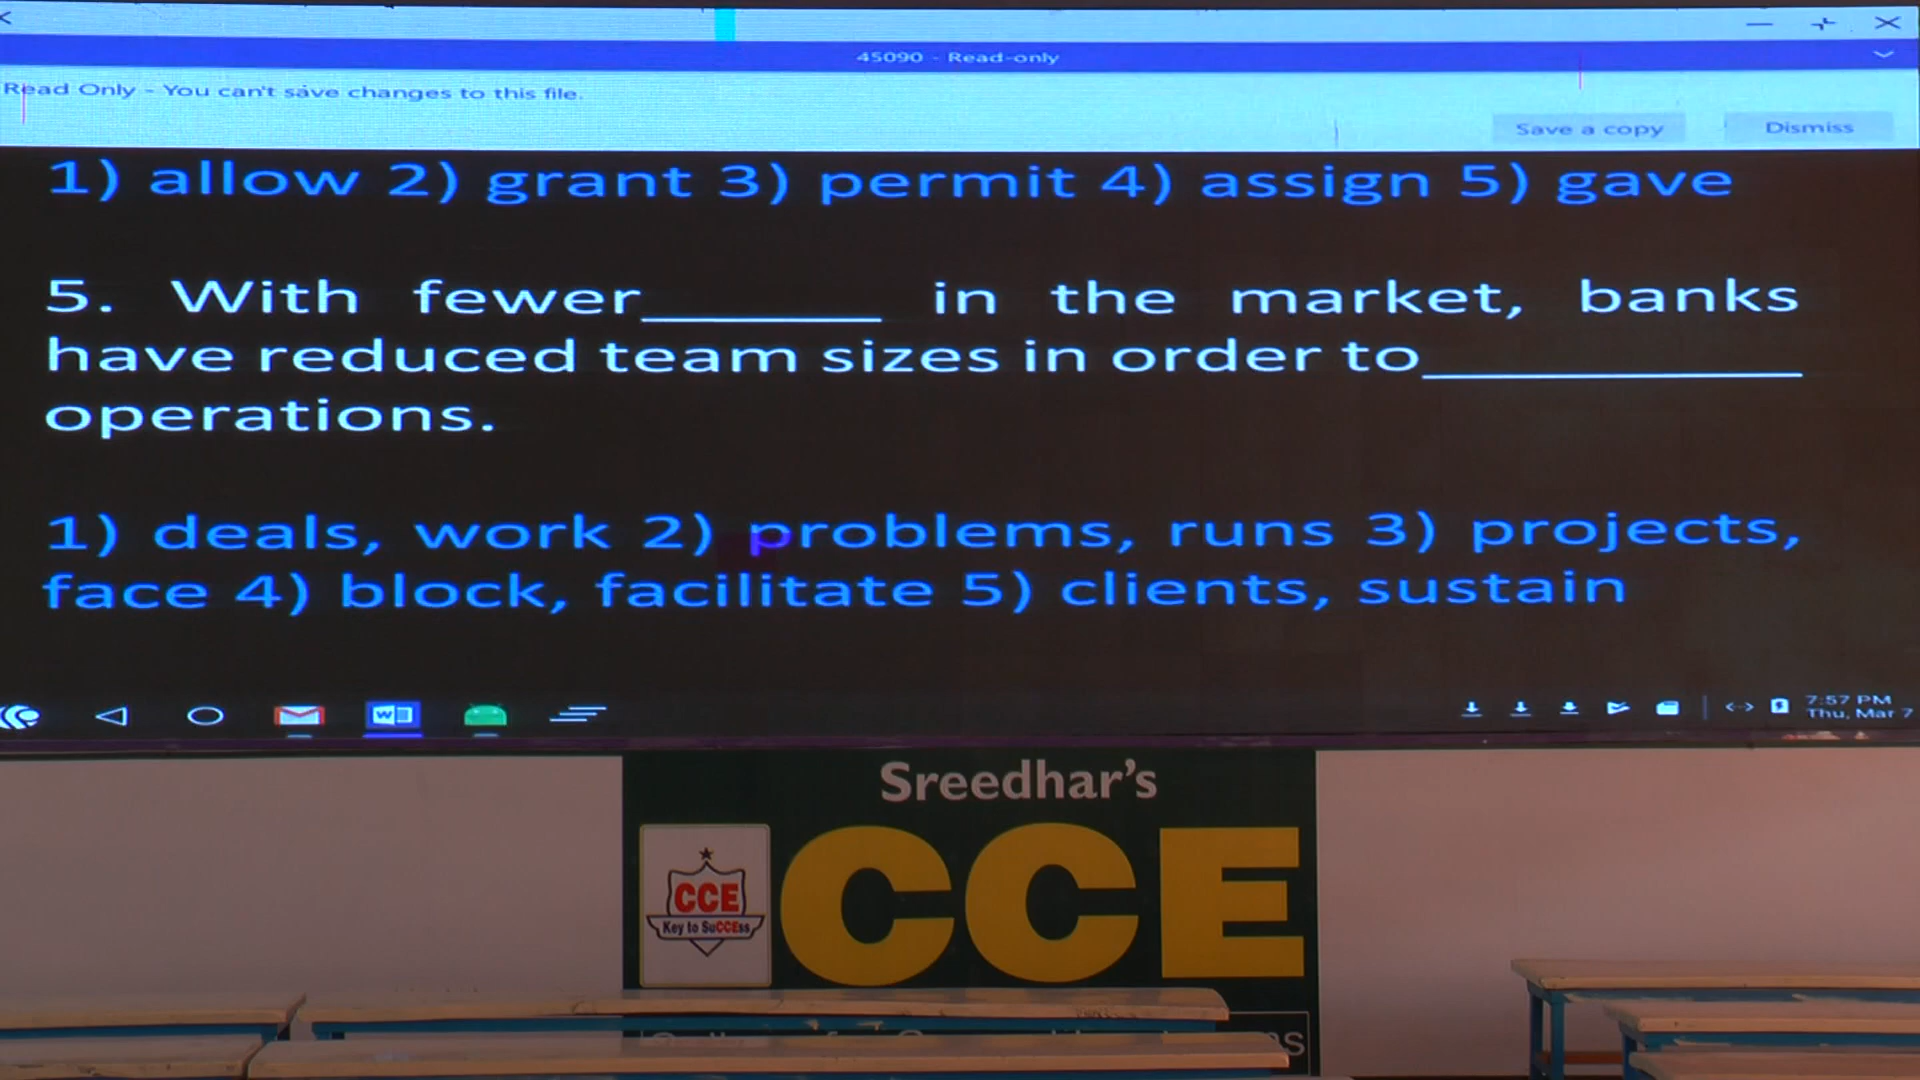 45090 - Read-only
Read Only - You can't save changes to this file.
Save a copy Dismiss
1) allow 2) grant 3) permit 4) assign 5) gave
5. With fewer______ in the market, banks
have reduced team sizes in order to__________
operations.
1) deals, work 2) problems, runs 3) projects,
face 4) block, facilitate 5) clients, sustain
7:57 PM
Thu, Mar 7
Sreedhar's
CCE
CCE
Key to SuCCEss